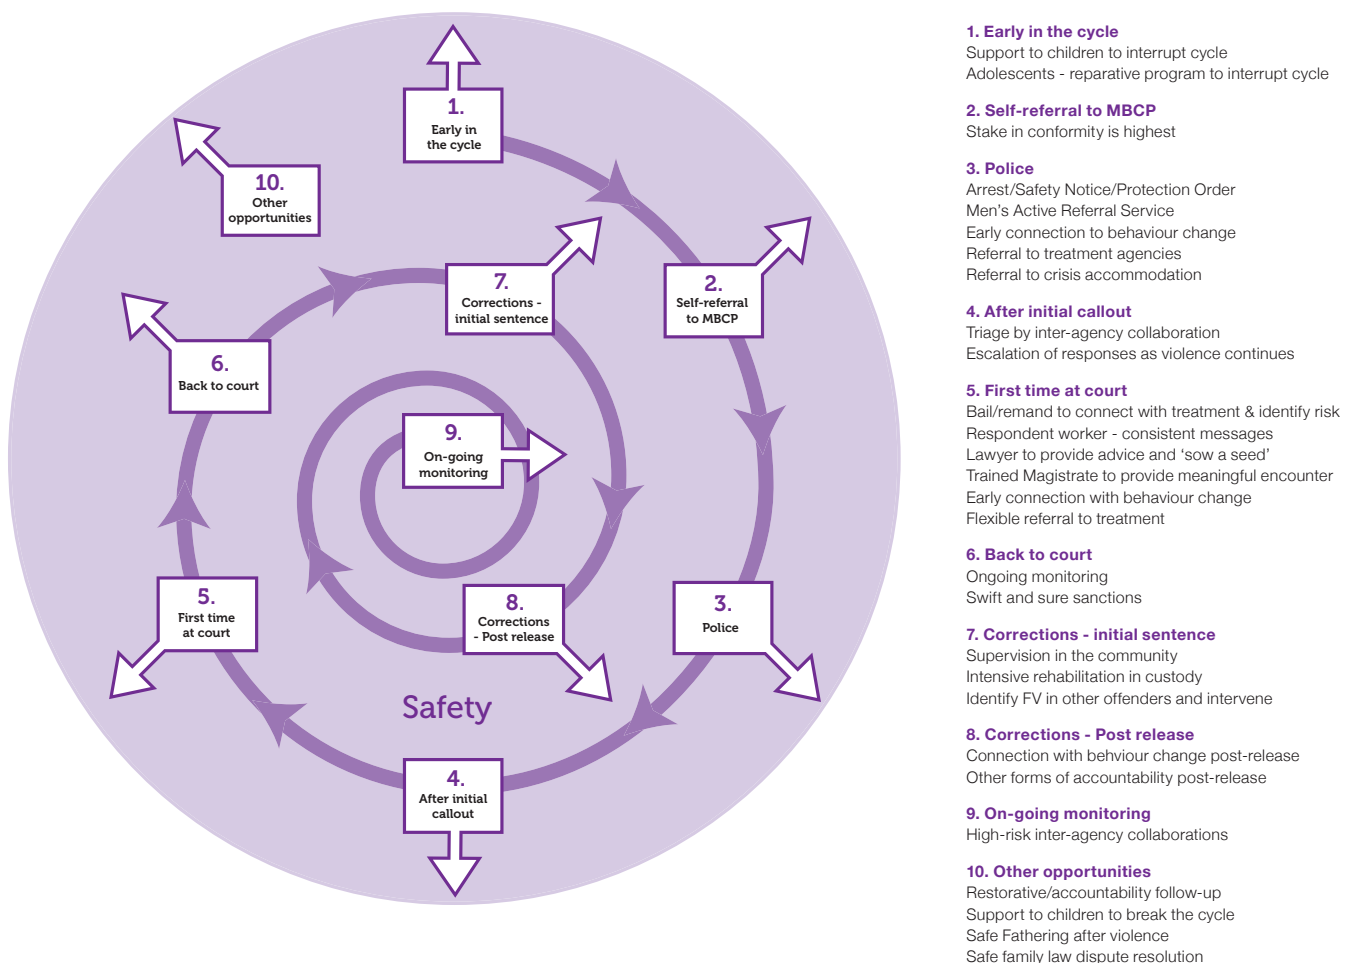 1.
Early in
the cycle
10.
Other
opportunities
7.
Corrections -
initial sentence
2.
Self-referral
to MBCP
6.
Back to court
9.
On-going
monitoring
5.
First time
at court
8.
Corrections
- Post release
3.
Police
Safety
4.
After initial
callout
1. Early in the cycle
Support to children to interrupt cycle
Adolescents - reparative program to interrupt cycle
2. Self-referral to MBCP
Stake in conformity is highest
3. Police
Arrest/Safety Notice/Protection Order
Men's Active Referral Service
Early connection to behaviour change
Referral to treatment agencies
Referral to crisis accommodation
4. After initial callout
Triage by inter-agency collaboration
Escalation of responses as violence continues
5. First time at court
Bail/remand to connect with treatment & identify risk
Respondent worker - consistent messages
Lawyer to provide advice and ‘sow a seed’
Trained Magistrate to provide meaningful encounter
Early connection with behaviour change
Flexible referral to treatment
6. Back to court
Ongoing monitoring
Swift and sure sanctions
7. Corrections - initial sentence
Supervision in the community
Intensive rehabilitation in custody
Identify FV in other offenders and intervene
8. Corrections - Post release
Connection with behviour change post-release
Other forms of accountability post-release
9. On-going monitoring
High-risk inter-agency collaborations
10. Other opportunities
Restorative/accountability follow-up
Support to children to break the cycle
Safe Fathering after violence
Safe family law dispute resolution